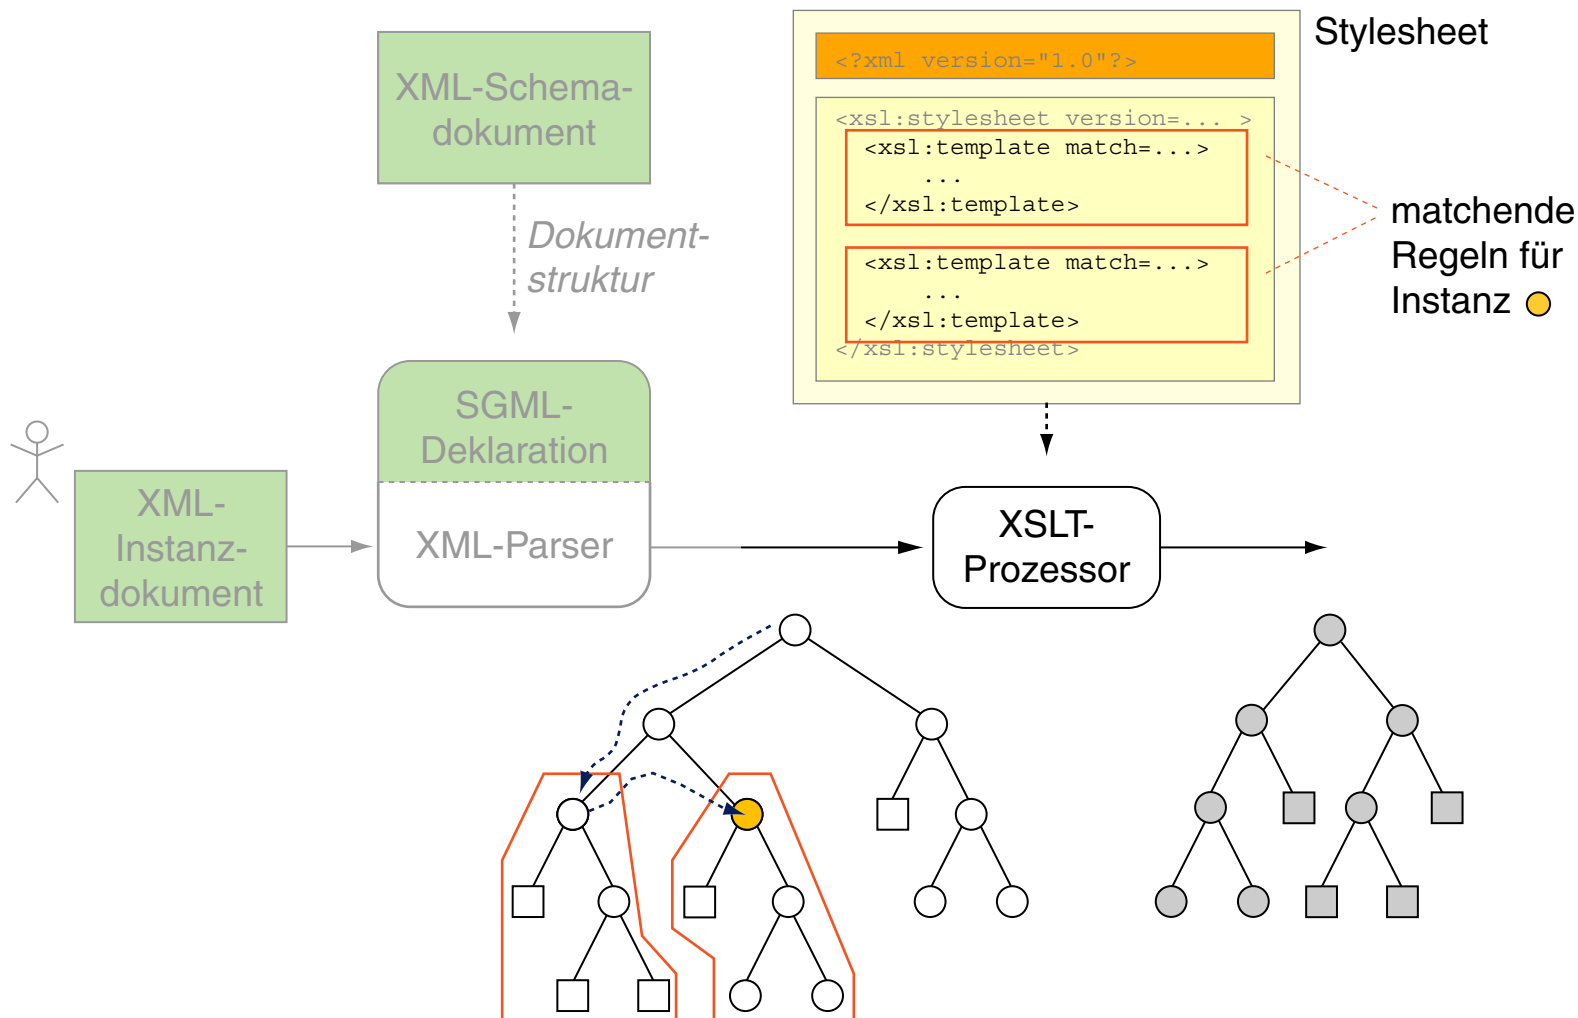 Stylesheet
<?xml version="1.0"?>
<xsl:stylesheet version=... >
<xsl:template match=...>
...
</xsl:template>
<xsl:template match=...>
...
</xsl:template>
</xsl:stylesheet>
matchende
Regeln für
Instanz
XML-Schema-
dokument
Dokument-
struktur
SGML-
Deklaration
XML-Parser
XML-
Instanz-
dokument
XSLT-
Prozessor